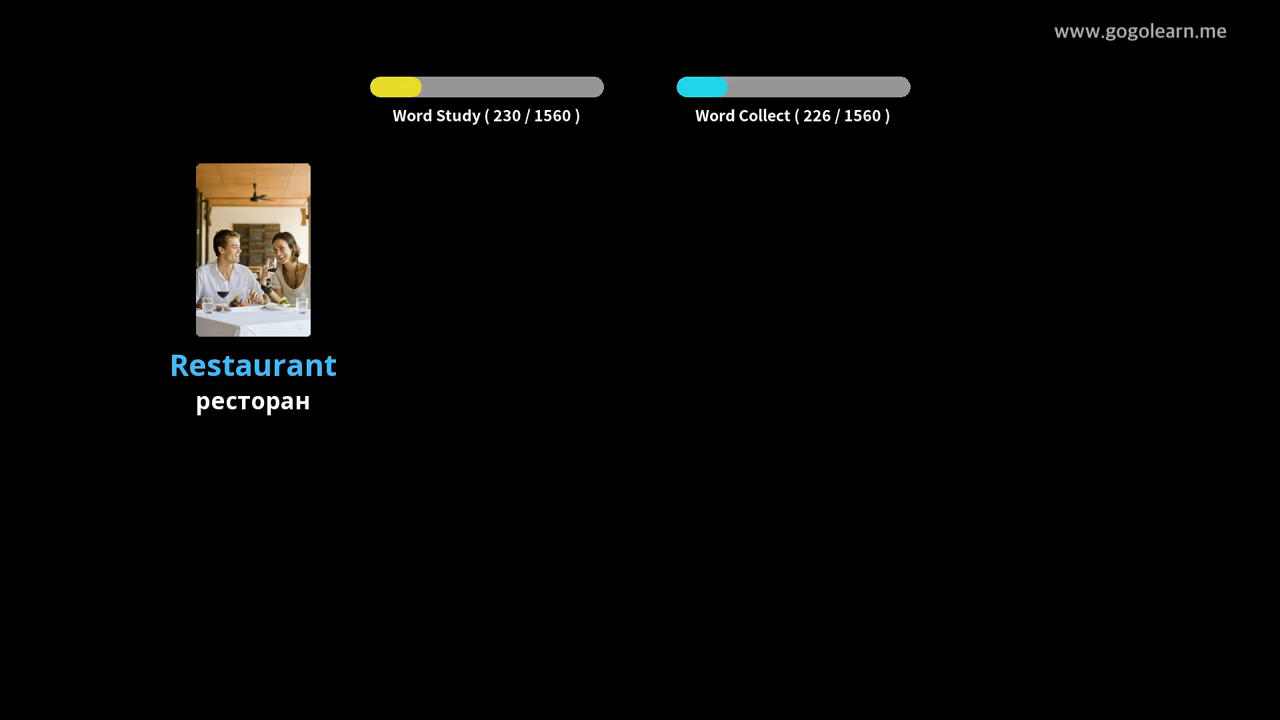 www.gogolearn.me
Word Study ( 230 / 1560 )
Word Collect ( 226 / 1560 )
Restaurant
ресторан